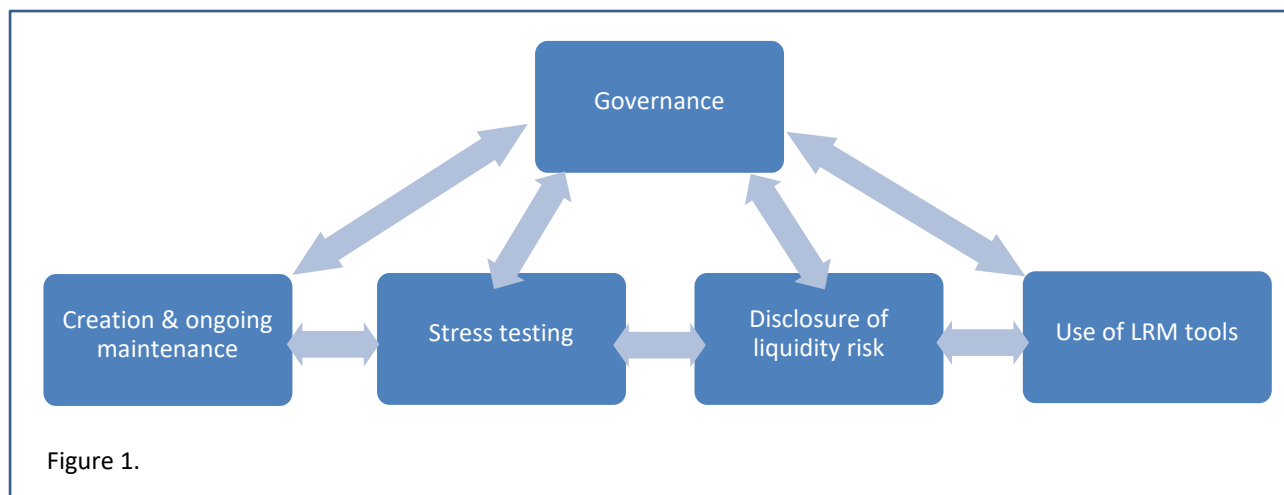 Governance
Creation & ongoing
maintenance
Stress testing
Disclosure of
liquidity risk
Use of LRM tools
Figure 1.